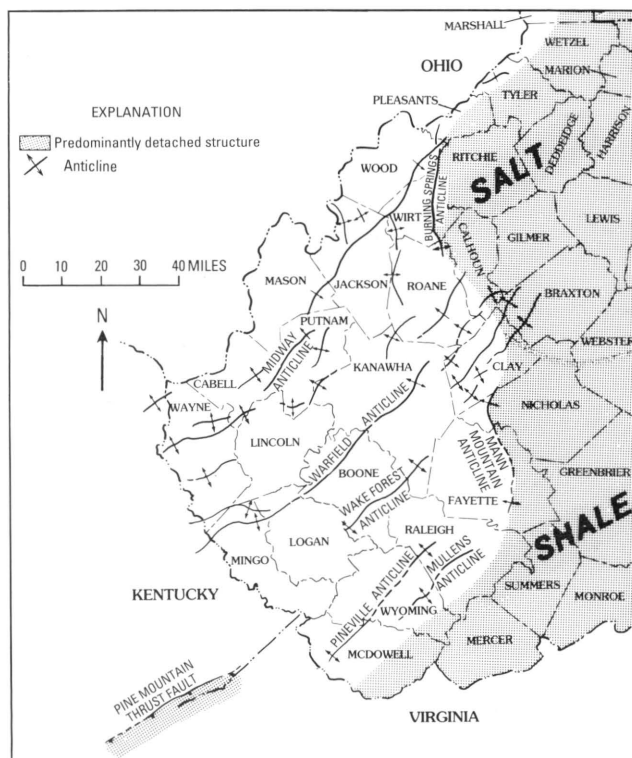 MARSHALL
WETZEL
OHIO
MARION
TYLER
PLEASANTS
EXPLANATION
Predominantly detached structure
Anticline
WOOD
RITCHIE
DEDDEIDGE
HARRISON
SALT
BURNING SPRINGS
ANTICLINE
WIRT
CALHOUN
LEWIS
GILMER
0 10 20 40 MILES
MASON
JACKSON
ROANE
BRAXTON
N
PUTNAM
MIDWAY
ANTICLINE
WEBSTER
KANAWHA
CLAY
CABELL
WAYNE
NICHOLAS
LINCOLN
WARFIELD ANTICLINE
MANN
MOUNTAIN
ANTICLINE
BOONE
GREENBRIER
WAKE FOREST
ANTICLINE
FAYETTE
SHALE
LOGAN
RALEIGH
MINGO
MULLENS
ANTICLINE
PINEVILLE ANTICLINE
SUMMERS
MONROE
KENTUCKY
WYOMING
MERCER
MCDOWELL
PINE MOUNTAIN
THRUST FAULT
VIRGINIA